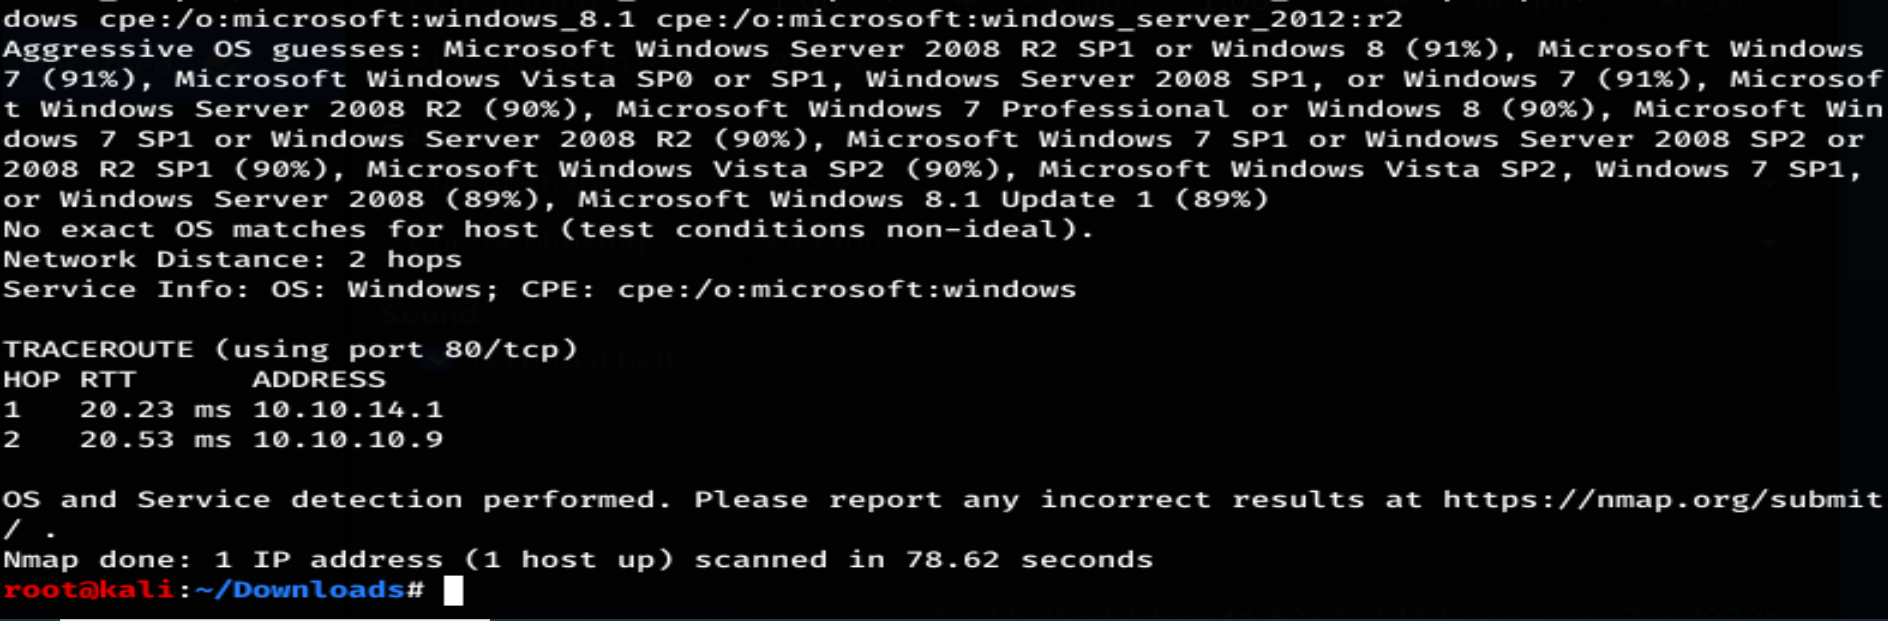 dows cpe:/o:microsoft:windows_8.1 cpe:/o:microsoft:windows_server_2012:r2
Aggressive OS guesses: Microsoft Windows Server 2008 R2 SP1 or Windows 8 (91%), Microsoft Windows
7 (91%), Microsoft Windows Vista SP0 or SP1, Windows Server 2008 SP1, or Windows 7 (91%), Microsof
t Windows Server 2008 R2 (90%), Microsoft Windows 7 Professional or Windows 8 (90%), Microsoft Win
dows 7 SP1 or Windows Server 2008 R2 (90%), Microsoft Windows 7 SP1 or Windows Server 2008 SP2 or
2008 R2 SP1 (90%), Microsoft Windows Vista SP2 (90%), Microsoft Windows Vista SP2, Windows 7 SP1,
or Windows Server 2008 (89%), Microsoft Windows 8.1 Update 1 (89%)
No exact OS matches for host (test conditions non-ideal).
Network Distance: 2 hops
Service Info: OS: Windows; CPE: cpe:/o:microsoft:windows
Sound
TRACEROUTE (using port 80/tcp)
HOP RTT      ADDRESS
1   20.23 ms 10.10.14.1
2   20.53 ms 10.10.10.9
OS and Service detection performed. Please report any incorrect results at https://nmap.org/submit
/ .
Nmap done: 1 IP address (1 host up) scanned in 78.62 seconds
root@kali:~/Downloads#